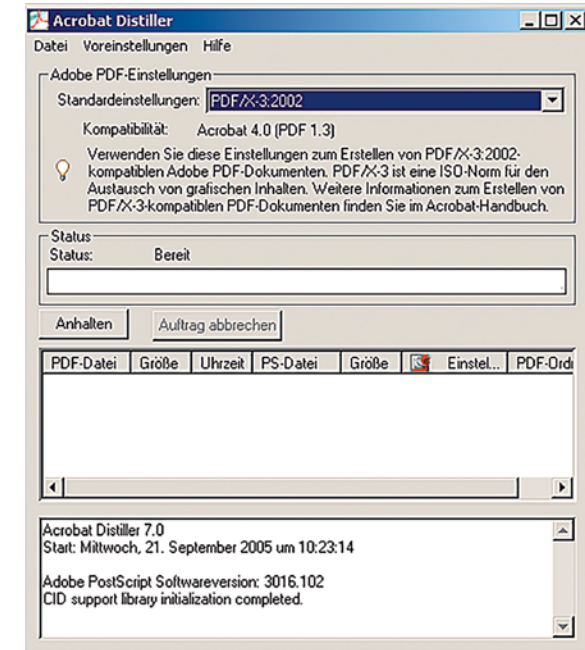 Acrobat Distiller
Datei Voreinstellungen Hilfe
Adobe PDF-Einstellungen
Standardeinstellungen: PDF/X-3:2002
Kompatibilität: Acrobat 4.0 (PDF 1.3)
Verwenden Sie diese Einstellungen zum Erstellen von PDF/X-3:2002-
kompatiblen Adobe PDF-Dokumenten. PDF/X-3 ist eine ISO-Norm für den
Austausch von grafischen Inhalten. Weitere Informationen zum Erstellen von
PDF/X-3-kompatiblen PDF-Dokumenten finden Sie im Acrobat-Handbuch.
Status
Status: Bereit
Anhalten Auftrag abbrechen
PDF-Datei Größe Uhrzeit PS-Datei Größe Einstel... PDF-Ord
Acrobat Distiller 7.0
Start: Mittwoch, 21. September 2005 um 10:23:14
Adobe PostScript Softwareversion: 3016.102
CID support library initialization completed.